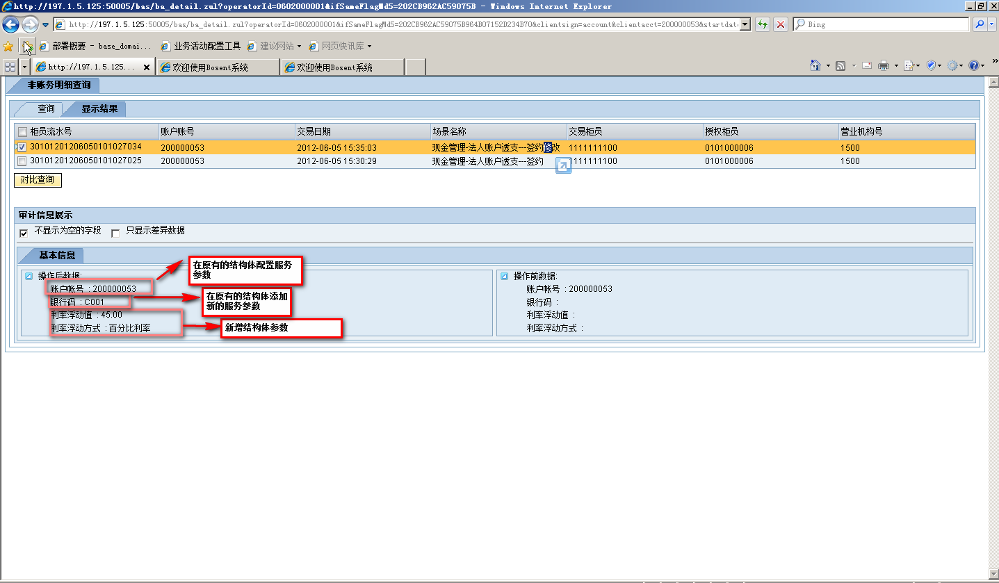 http://197.1.5.125:50005/bas/ba_detail.zul?operatorId=0602000001&ifSameFlagMd5=202CB962AC59075B - Windows Internet Explorer
http://197.1.5.125:50005/bas/ba_detail.zul?operatorId=0602000001&ifSameFlagMd5=202CB962AC59075B964B07152D234B70&clientsign=account&clientacct=200000053&startdat
Bing
部署概要 - base_domai...
业务活动配置工具
建议网站
网页快讯库
http://197.1.5.125...
欢迎使用Bosent系统
欢迎使用Bosent系统
非账务明细查询
查询 显示结果
柜员流水号 账户账号 交易日期 场景名称 交易柜员 授权柜员 营业机构号
30101201206050101027034 200000053 2012-06-05 15:35:03 现金管理-法人账户透支---签约修改 1111111100 0101000006 1500
30101201206050101027025 200000053 2012-06-05 15:30:29 现金管理-法人账户透支---签约 1111111100 0101000006 1500
对比查询
审计信息展示
不显示为空的字段 只显示差异数据
基本信息
操作后数据:
账户帐号 : 200000053
银行码 : C001
利率浮动值 : 45.00
利率浮动方式 : 百分比利率
在原有的结构体配置服务
参数
在原有的结构体添加
新的服务参数
新增结构体参数
操作前数据:
账户帐号 : 200000053
银行码 :
利率浮动值 :
利率浮动方式 :